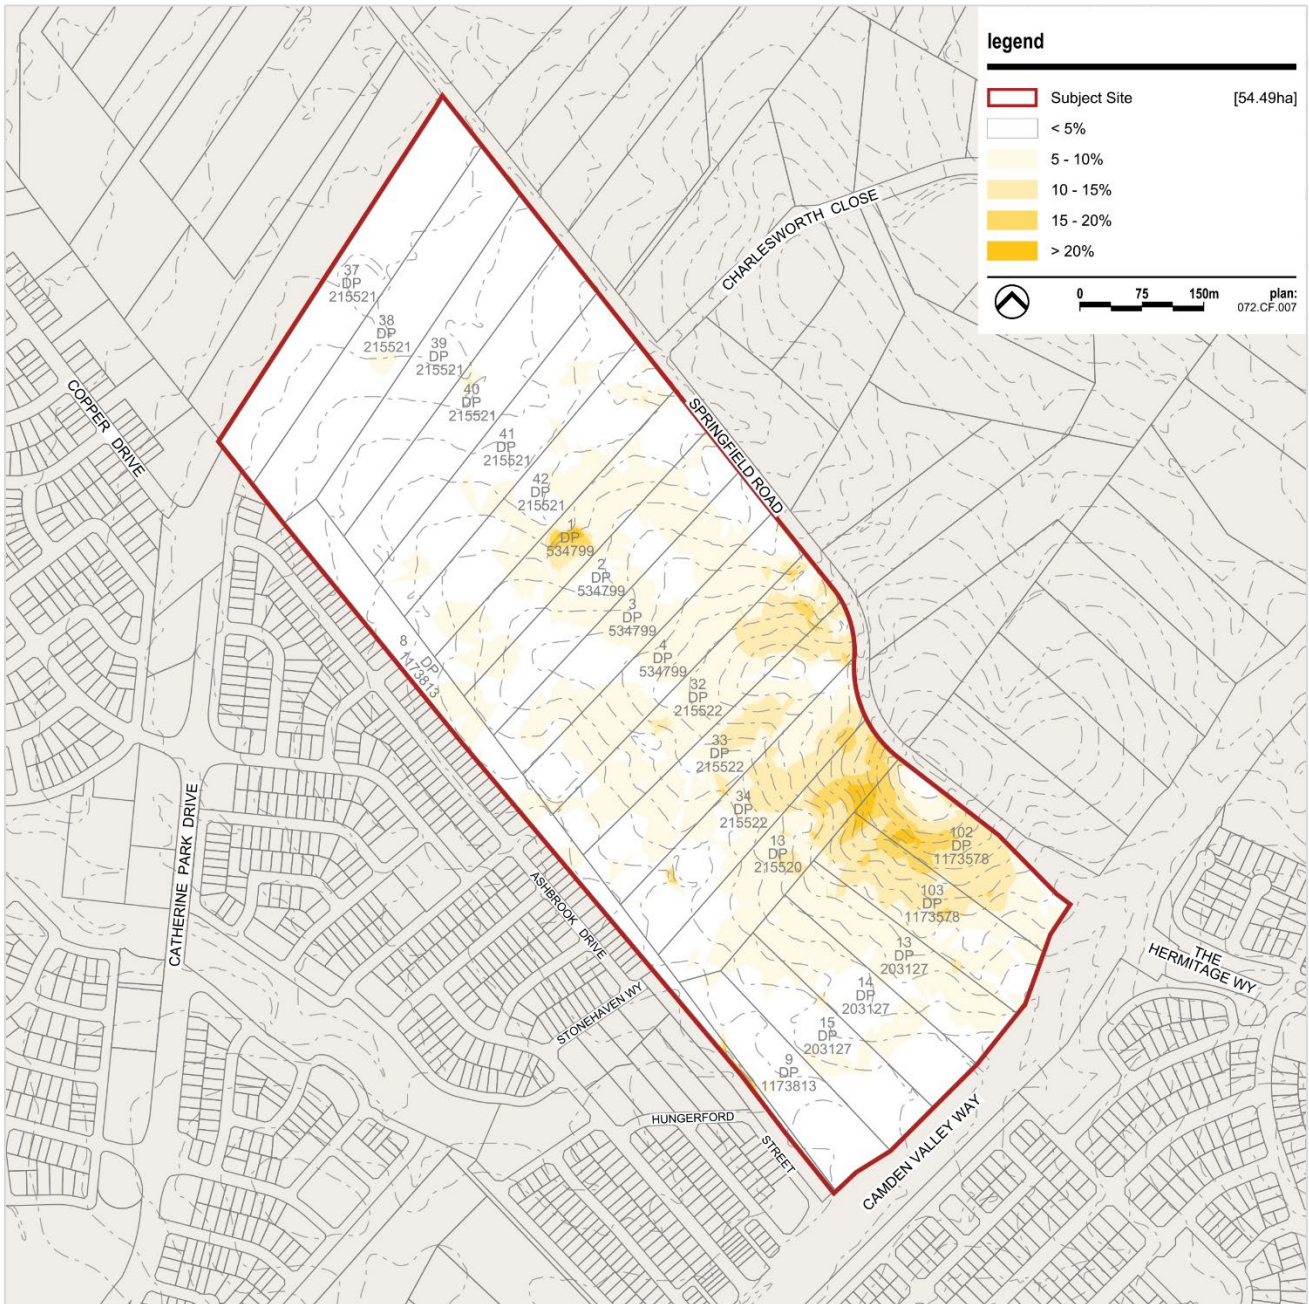 legend
Subject Site [54.49ha]
< 5%
5 - 10%
10 - 15%
15 - 20%
> 20%
0 75 150m
plan:
072.CF.007
CHARLESWORTH CLOSE
SPRINGFIELD ROAD
COPPER DRIVE
37
DP
215521
38
DP
215521
39
DP
215521
40
DP
215521
41
DP
215521
42
DP
215521
1
DP
534799
2
DP
534799
3
DP
534799
4
DP
534799
8
DP
1173813
32
DP
215522
33
DP
215522
34
DP
215522
13
DP
215520
102
DP
1173578
103
DP
1173578
13
DP
203127
14
DP
203127
15
DP
203127
9
DP
1173813
CATHERINE PARK DRIVE
ASHBROOK DRIVE
STONEHAVEN WY
THE
HERMITAGE WY
HUNGERFORD
STREET
CAMDEN VALLEY WAY